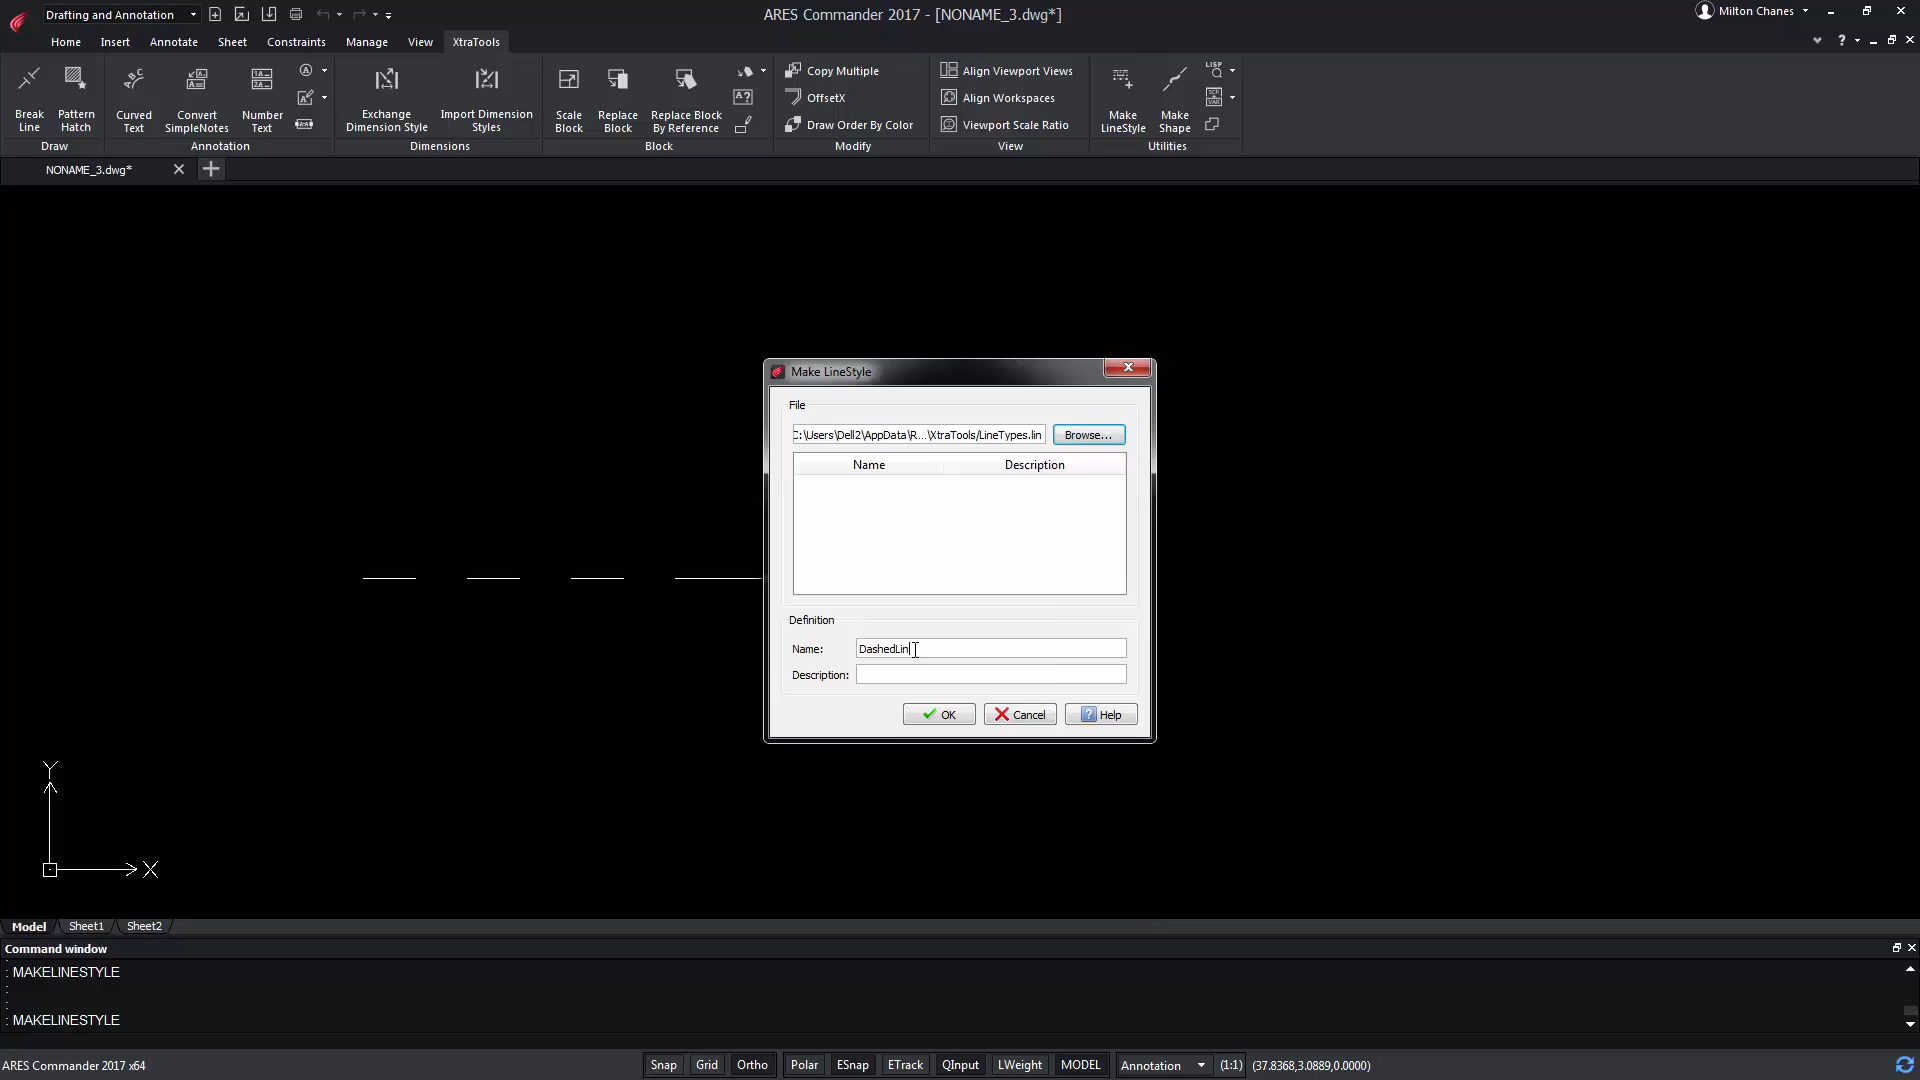 Drafting and Annotation
ARES Commander 2017 - [NONAME_3.dwg*]
Milton Chanes
Home Insert Annotate Sheet Constraints Manage View XtraTools
Break Line
Pattern Hatch
Draw
Curved Text
Convert SimpleNotes
Number Text
Annotation
Exchange Dimension Style
Import Dimension Styles
Dimensions
Scale Block
Replace Block
Replace Block By Reference
Block
Copy Multiple
OffsetX
Draw Order By Color
Modify
Align Viewport Views
Align Workspaces
Viewport Scale Ratio
View
Make LineStyle
Make Shape
LISP
SCR
VAR
Utilities
NONAME_3.dwg*
Make LineStyle
File
C:\Users\Dell2\AppData\R...\XtraTools/LineTypes.lin Browse...
Name Description
Definition
Name: DashedLin
Description:
OK Cancel Help
Y
X
Model Sheet1 Sheet2
Command window
: MAKELINESTYLE
:
:
: MAKELINESTYLE
ARES Commander 2017 x64
Snap Grid Ortho Polar ESnap ETrack QInput LWeight MODEL Annotation (1:1) (37.8368,3.0889,0.0000)